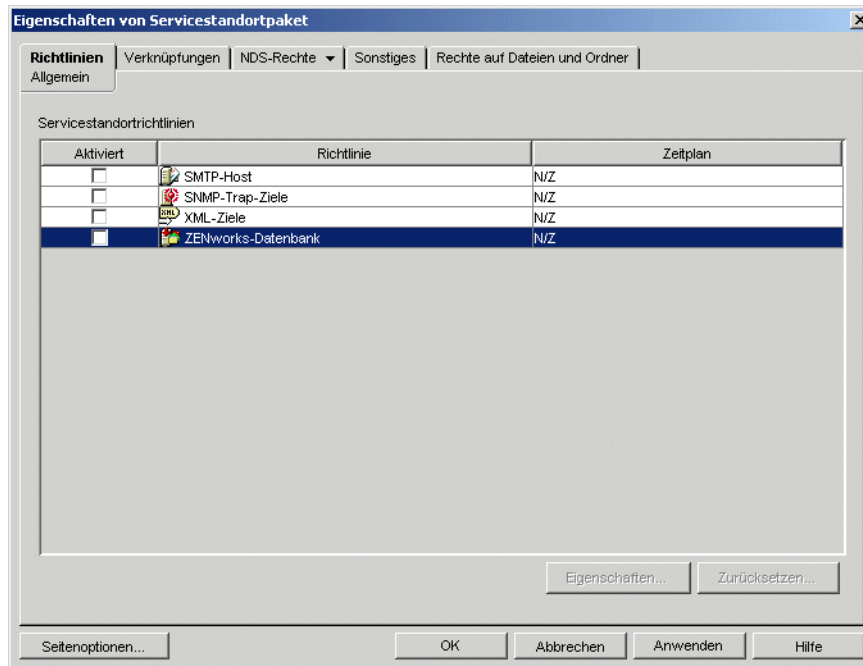 Eigenschaften von Servicestandortpaket
Richtlinien Verknüpfungen NDS-Rechte Sonstiges Rechte auf Dateien und Ordner
Allgemein
Servicestandortrichtlinien
Aktiviert Richtlinie Zeitplan
SMTP-Host N/Z
SNMP-Trap-Ziele N/Z
XML XML-Ziele N/Z
ZENworks-Datenbank N/Z
Eigenschaften... Zurücksetzen...
Seitenoptionen... OK Abbrechen Anwenden Hilfe